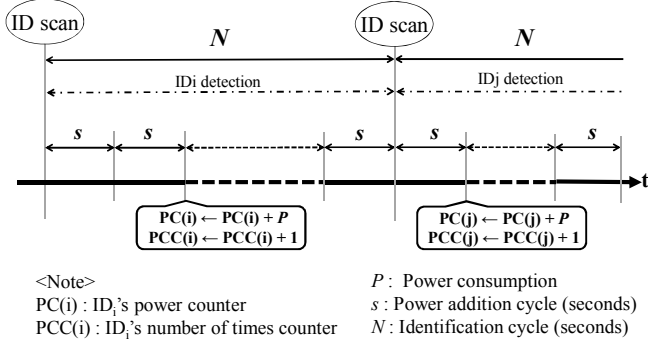 ID scan
ID scan
N
N
IDi detection
IDj detection
s
s
s
s
s
t
PC(i) ← PC(i) + P
PCC(i) ← PCC(i) + 1
PC(j) ← PC(j) + P
PCC(j) ← PCC(j) + 1
<Note>
PC(i) : IDi's power counter
PCC(i) : IDi's number of times counter
P : Power consumption
s : Power addition cycle (seconds)
N : Identification cycle (seconds)